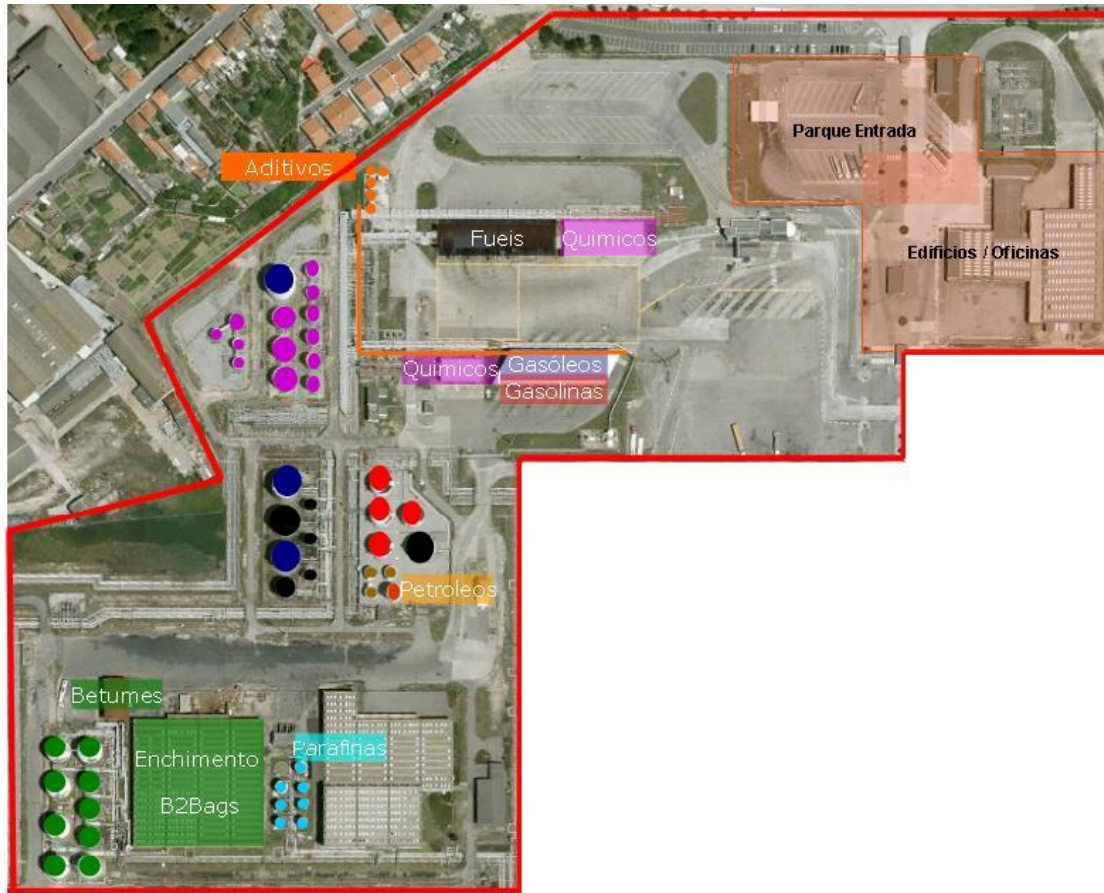 Parque Entrada
Aditivos
Fueis
Quimicos
Edificios / Oficinas
Quimicos
Gasóleos
Gasolinas
Petroleos
Betumes
Parafinas
Enchimento
B2Bags